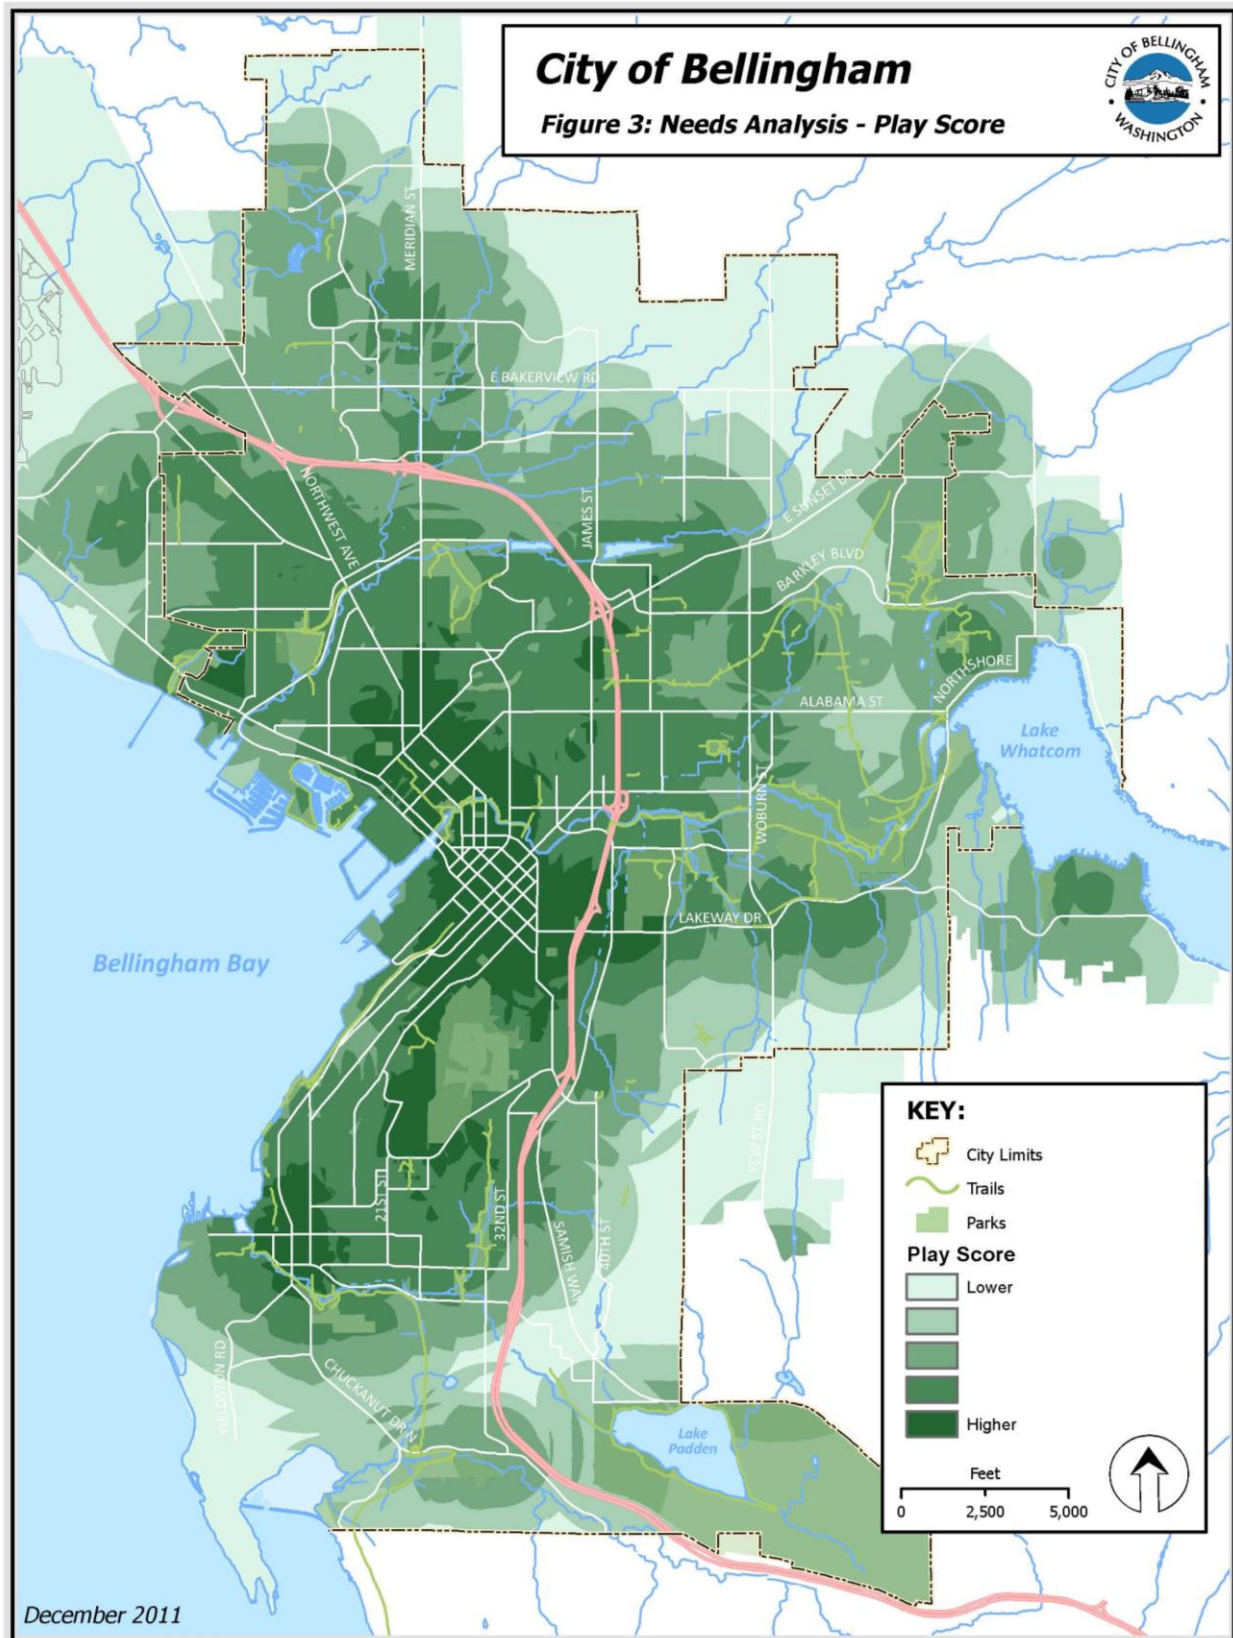 City of Bellingham
Figure 3: Needs Analysis - Play Score
CITY OF BELLINGHAM
• WASHINGTON •
MERIDIAN ST
E BAKERVIEW RD
NORTHWEST AVE
JAMES ST
E SUNSET DR
BARKLEY BLVD
NORTHSHORE
ALABAMA ST
Lake
Whatcom
WOBURN ST
LAKEWAY DR
Bellingham Bay
YEW ST RD
21ST ST
32ND ST
SAMISH WA
40TH ST
FIELDSTON RD
CHUCKANUT DR N
Lake
Padden
KEY:
City Limits
Trails
Parks
Play Score
Lower
Higher
Feet
0 2,500 5,000
December 2011